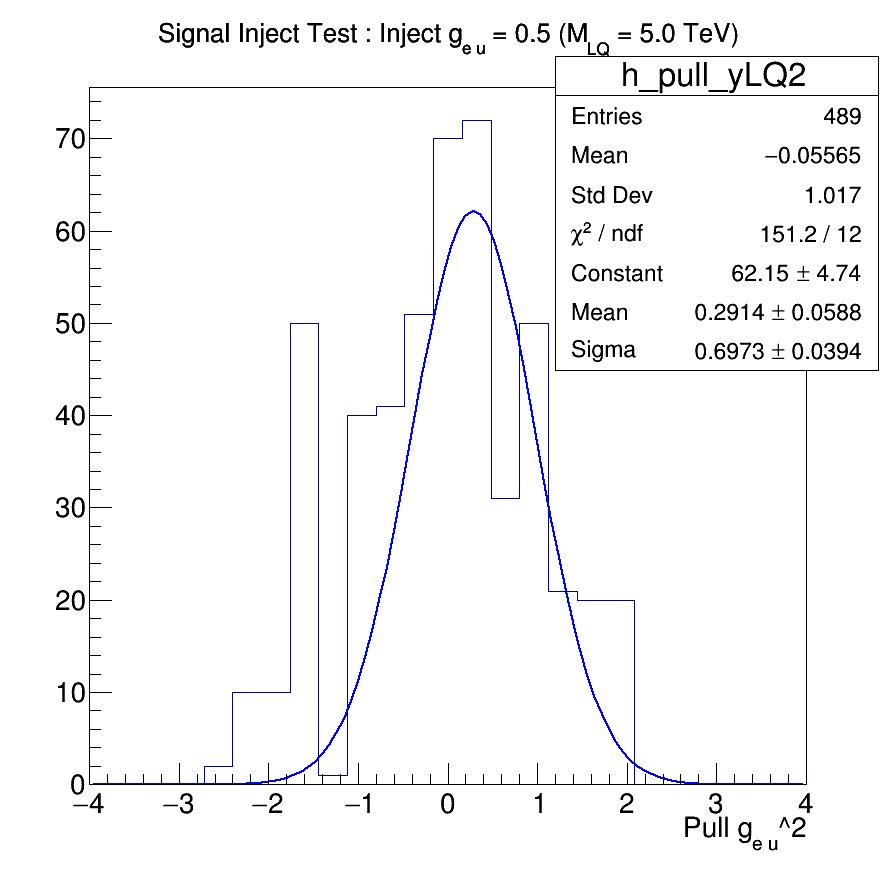 Signal Inject Test : Inject g_{e u} = 0.5 (M_{LQ} = 5.0 TeV)
h_pull_yLQ2
Entries 489
Mean −0.05565
Std Dev 1.017
χ² / ndf 151.2 / 12
Constant 62.15 ± 4.74
Mean 0.2914 ± 0.0588
Sigma 0.6973 ± 0.0394
70
60
50
40
30
20
10
0
−4 −3 −2 −1 0 1 2 3 4
Pull g_{e u}^2